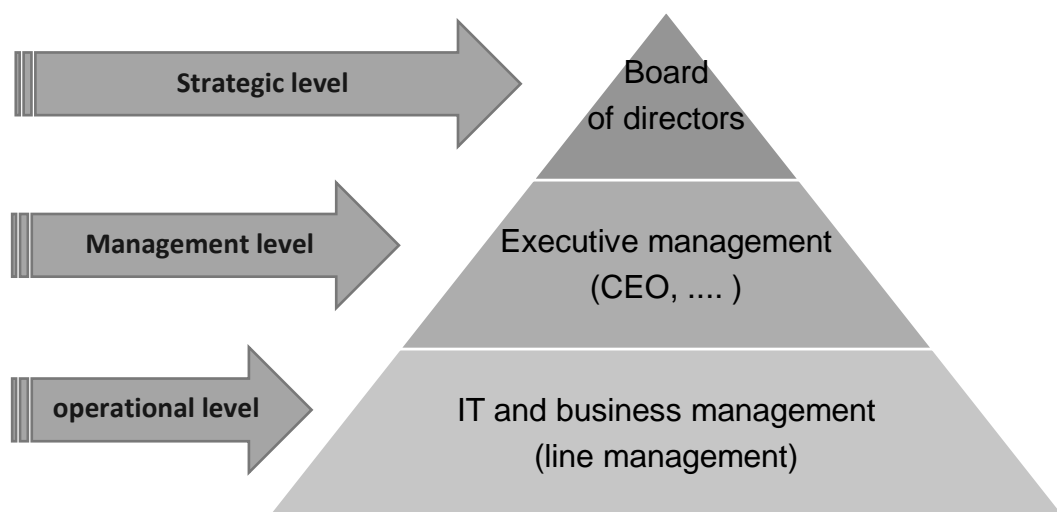 Strategic level
Board
of directors
Management level
Executive management
(CEO, .... )
operational level
IT and business management
(line management)